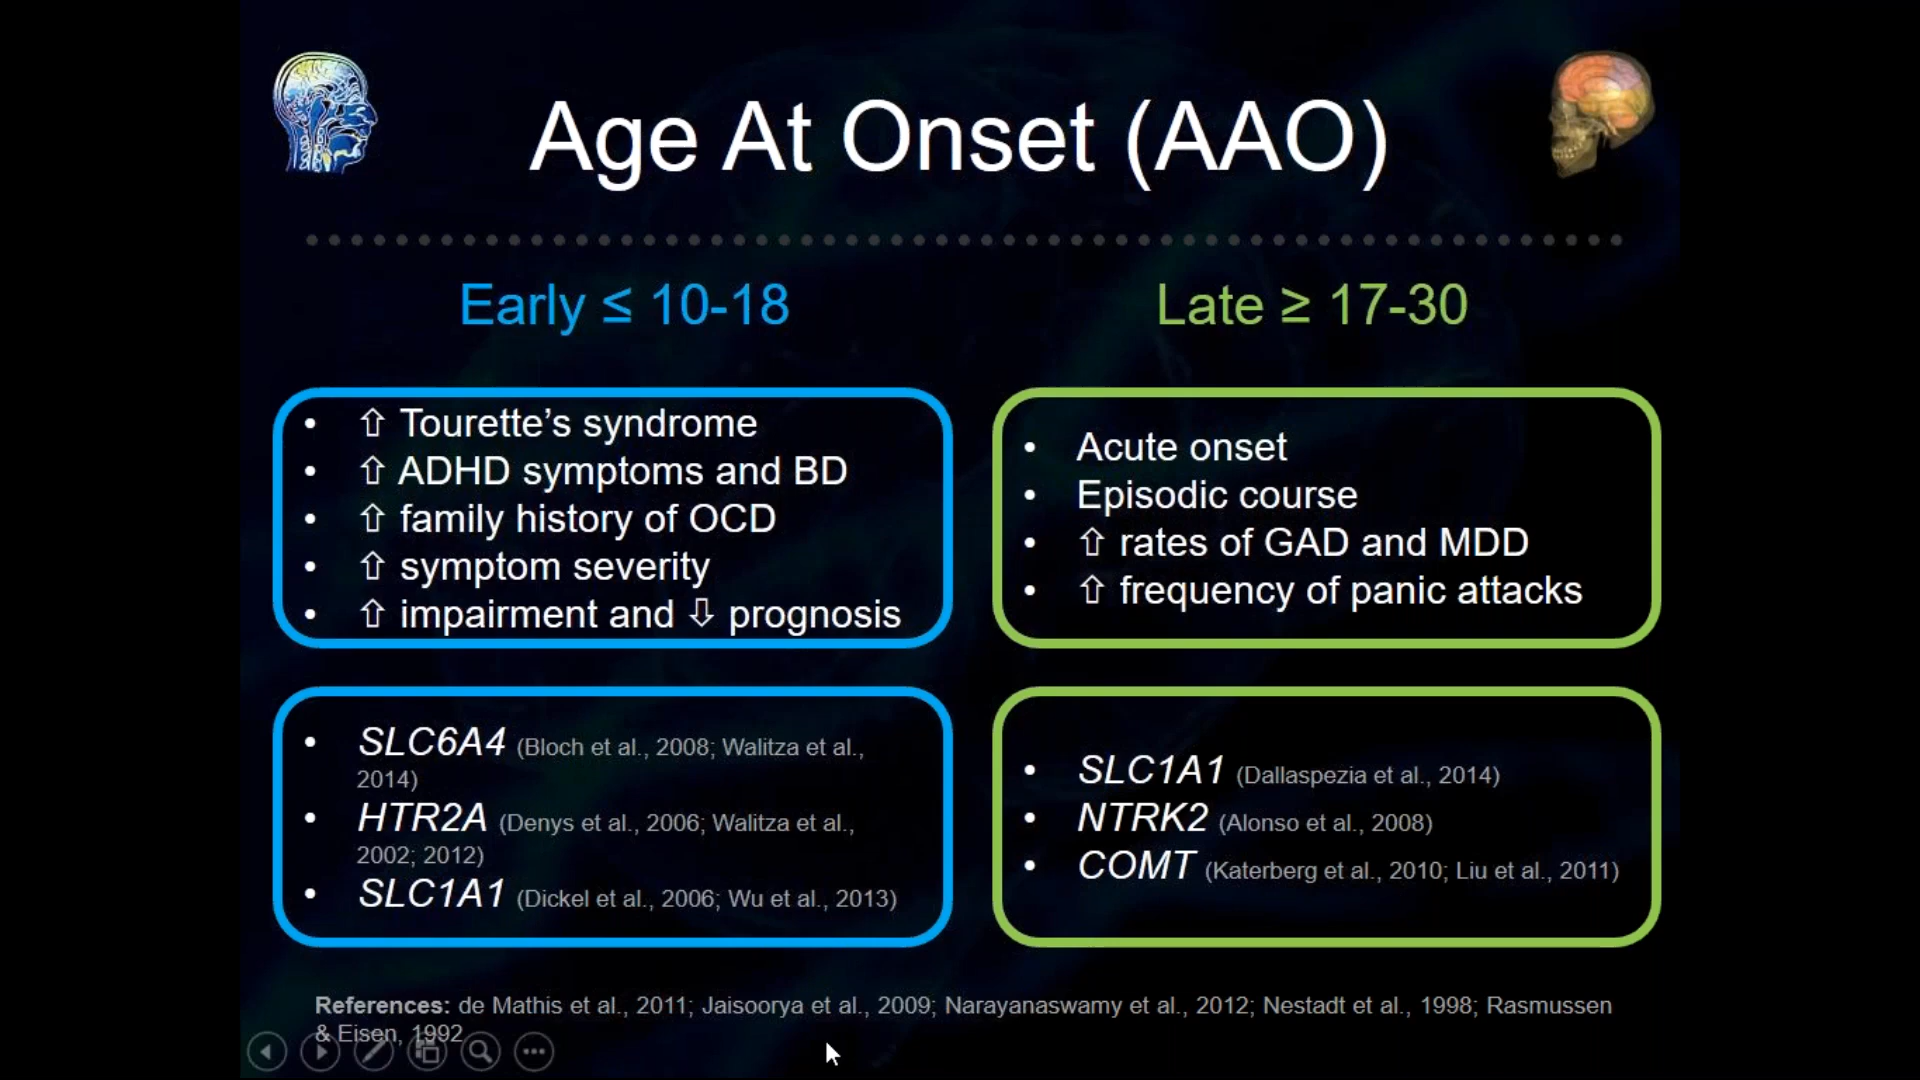 Age At Onset (AAO)
Early ≤ 10-18
• ⇧ Tourette’s syndrome
• ⇧ ADHD symptoms and BD
• ⇧ family history of OCD
• ⇧ symptom severity
• ⇧ impairment and ⇩ prognosis
Late ≥ 17-30
• Acute onset
• Episodic course
• ⇧ rates of GAD and MDD
• ⇧ frequency of panic attacks
• SLC6A4 (Bloch et al., 2008; Walitza et al.,
2014)
• HTR2A (Denys et al., 2006; Walitza et al.,
2002; 2012)
• SLC1A1 (Dickel et al., 2006; Wu et al., 2013)
• SLC1A1 (Dallaspezia et al., 2014)
• NTRK2 (Alonso et al., 2008)
• COMT (Katerberg et al., 2010; Liu et al., 2011)
References: de Mathis et al., 2011; Jaisoorya et al., 2009; Narayanaswamy et al., 2012; Nestadt et al., 1998; Rasmussen
& Eisen, 1992